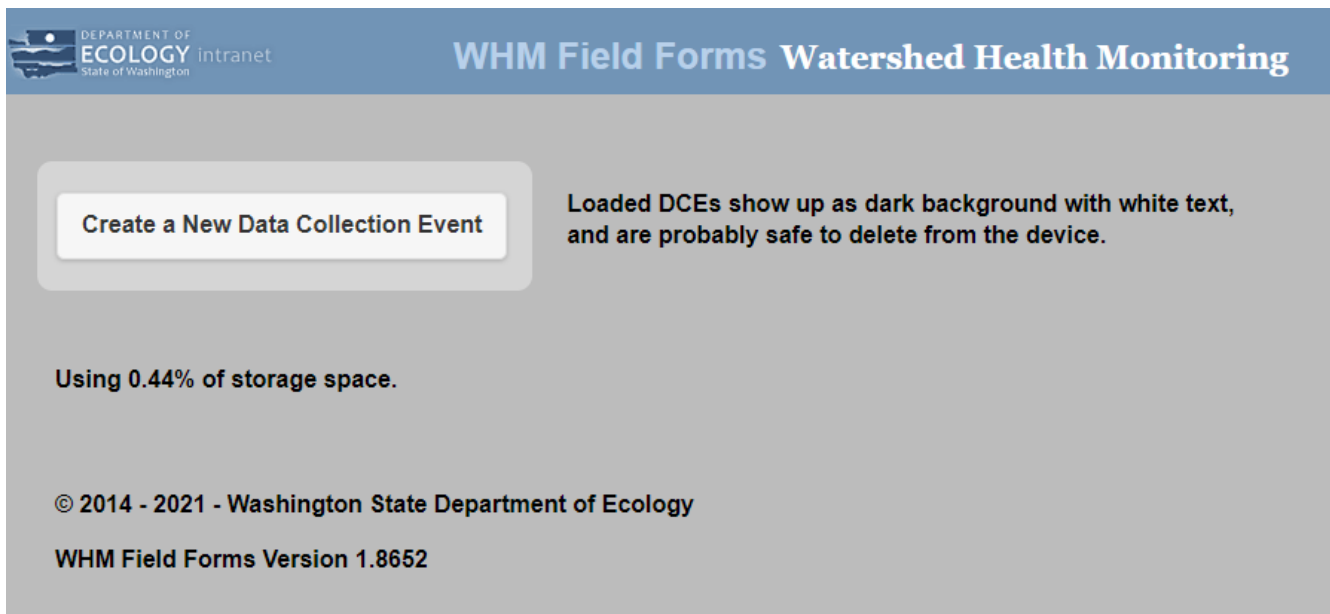 DEPARTMENT OF
ECOLOGY intranet
State of Washington
WHM Field Forms Watershed Health Monitoring
Create a New Data Collection Event
Loaded DCEs show up as dark background with white text,
and are probably safe to delete from the device.
Using 0.44% of storage space.
© 2014 - 2021 - Washington State Department of Ecology
WHM Field Forms Version 1.8652